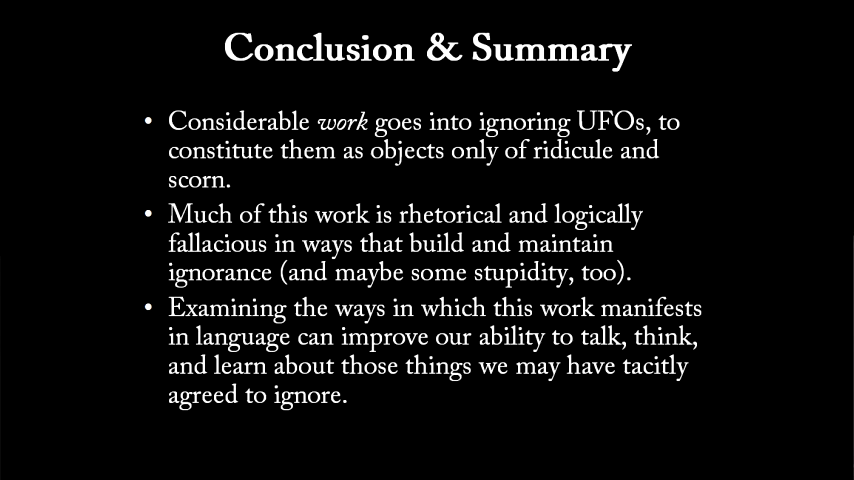 Conclusion & Summary
• Considerable work goes into ignoring UFOs, to
constitute them as objects only of ridicule and
scorn.
• Much of this work is rhetorical and logically
fallacious in ways that build and maintain
ignorance (and maybe some stupidity, too).
• Examining the ways in which this work manifests
in language can improve our ability to talk, think,
and learn about those things we may have tacitly
agreed to ignore.